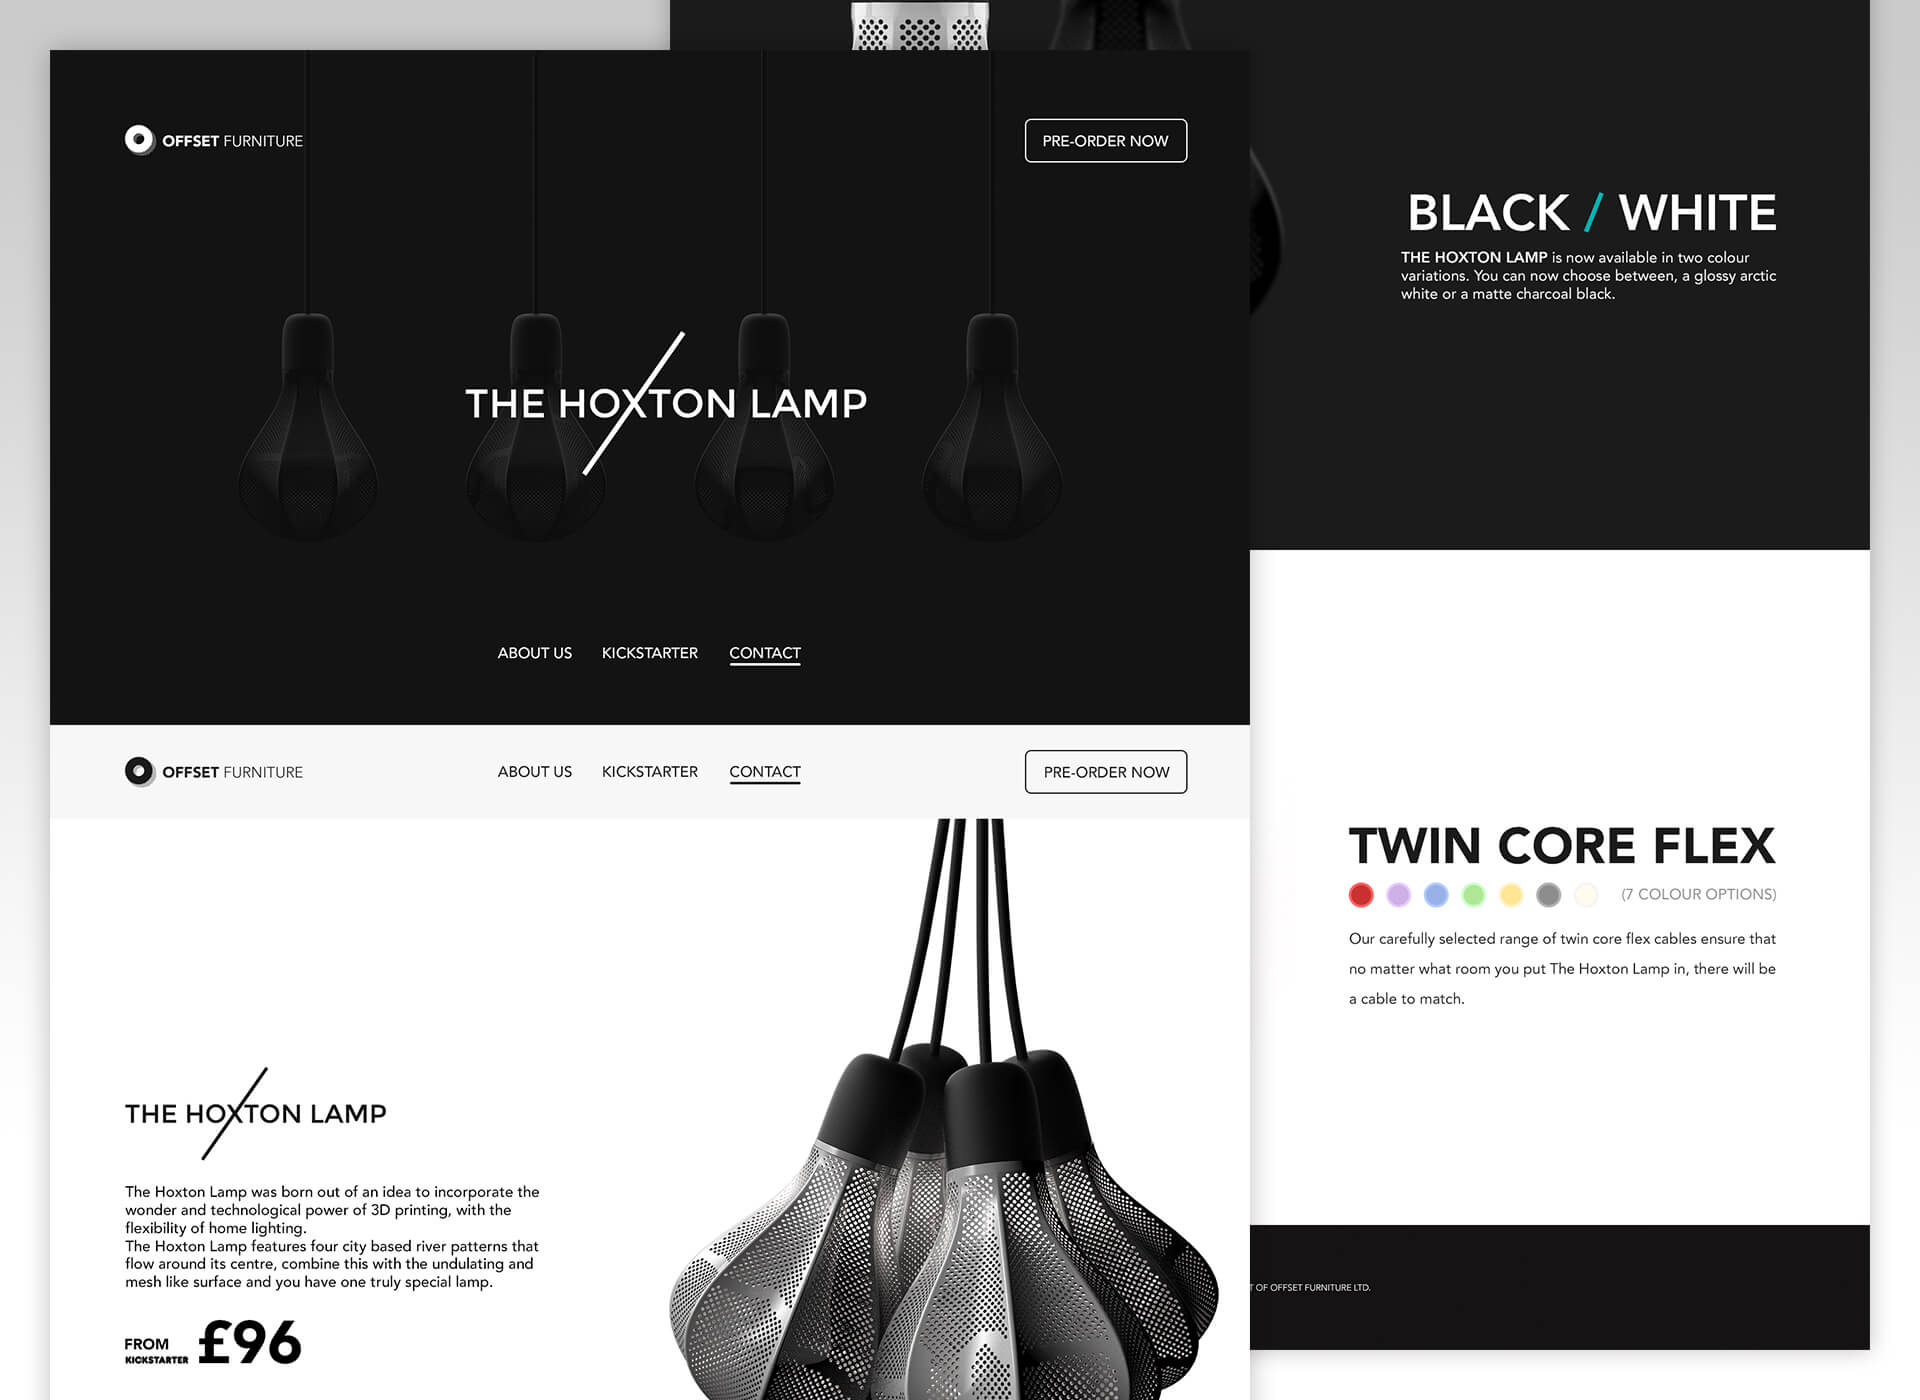 OFFSET FURNITURE
PRE-ORDER NOW
THE HOXTON LAMP
ABOUT US KICKSTARTER CONTACT
OFFSET FURNITURE
ABOUT US KICKSTARTER CONTACT
PRE-ORDER NOW
THE HOXTON LAMP
The Hoxton Lamp was born out of an idea to incorporate the
wonder and technological power of 3D printing, with the
flexibility of home lighting.
The Hoxton Lamp features four city based river patterns that
flow around its centre, combine this with the undulating and
mesh like surface and you have one truly special lamp.
FROM
KICKSTARTER
£96
BLACK / WHITE
THE HOXTON LAMP is now available in two colour
variations. You can now choose between, a glossy arctic
white or a matte charcoal black.
TWIN CORE FLEX
(7 COLOUR OPTIONS)
Our carefully selected range of twin core flex cables ensure that
no matter what room you put The Hoxton Lamp in, there will be
a cable to match.
T OF OFFSET FURNITURE LTD.